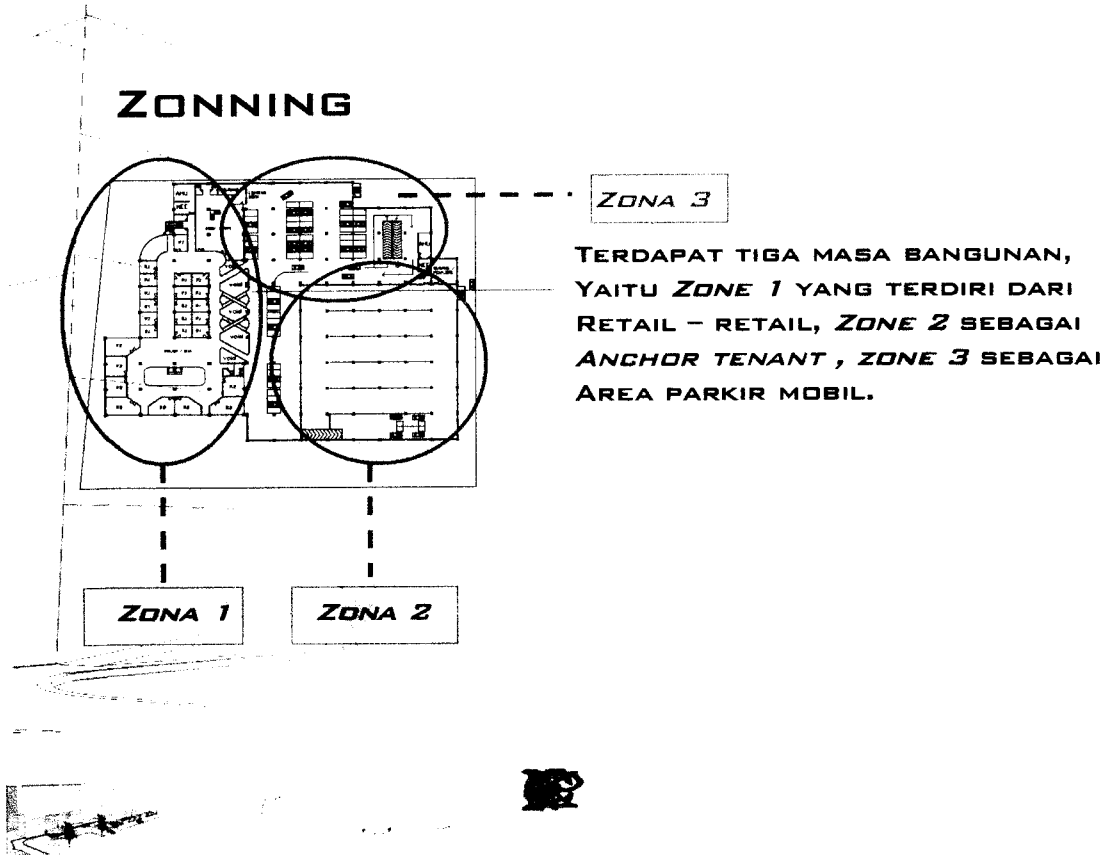 ZONNING
ZONA 3
TERDAPAT TIGA MASA BANGUNAN,
YAITU ZONE 1 YANG TERDIRI DARI
RETAIL – RETAIL, ZONE 2 SEBAGAI
ANCHOR TENANT , ZONE 3 SEBAGAI
AREA PARKIR MOBIL.
AHU
ZONA 1
ZONA 2